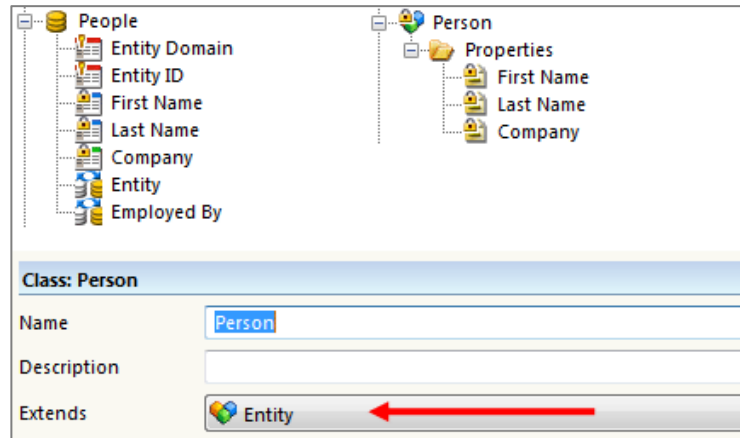 People
Entity Domain
Entity ID
First Name
Last Name
Company
Entity
Employed By
Person
Properties
First Name
Last Name
Company
Class: Person
Name
Person
Description
Extends
Entity